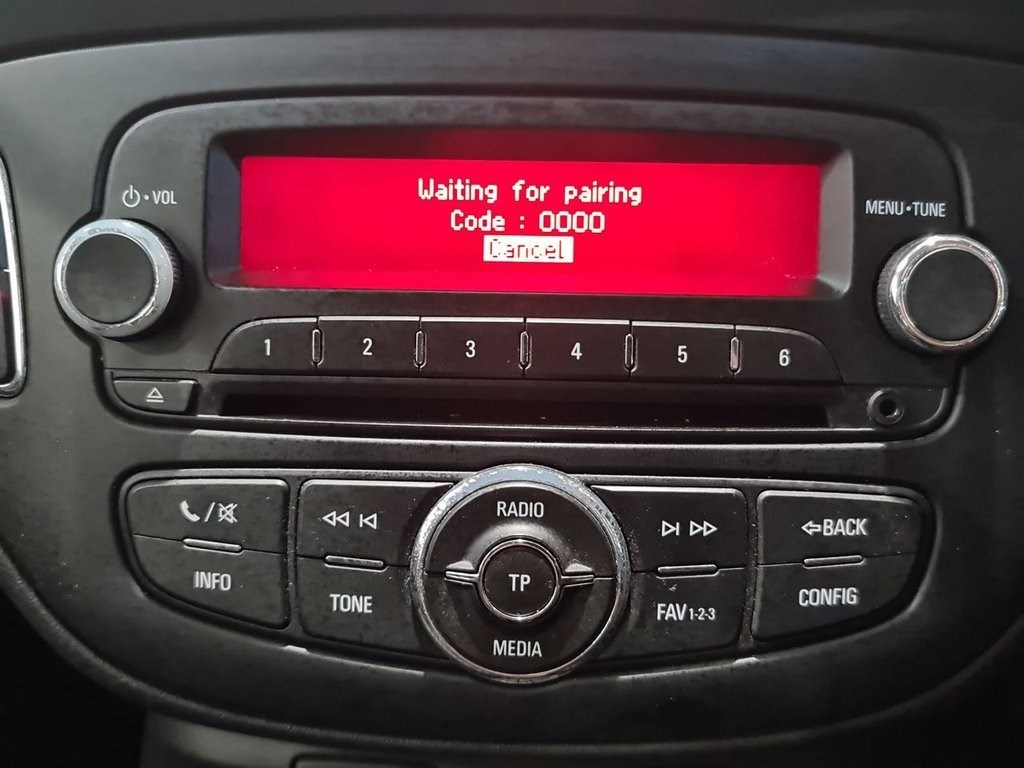 Waiting for pairing
Code : 0000
Cancel
VOL
MENU•TUNE
1 2 3 4 5 6
RADIO
BACK
INFO
TONE
TP
FAV1-2-3
CONFIG
MEDIA